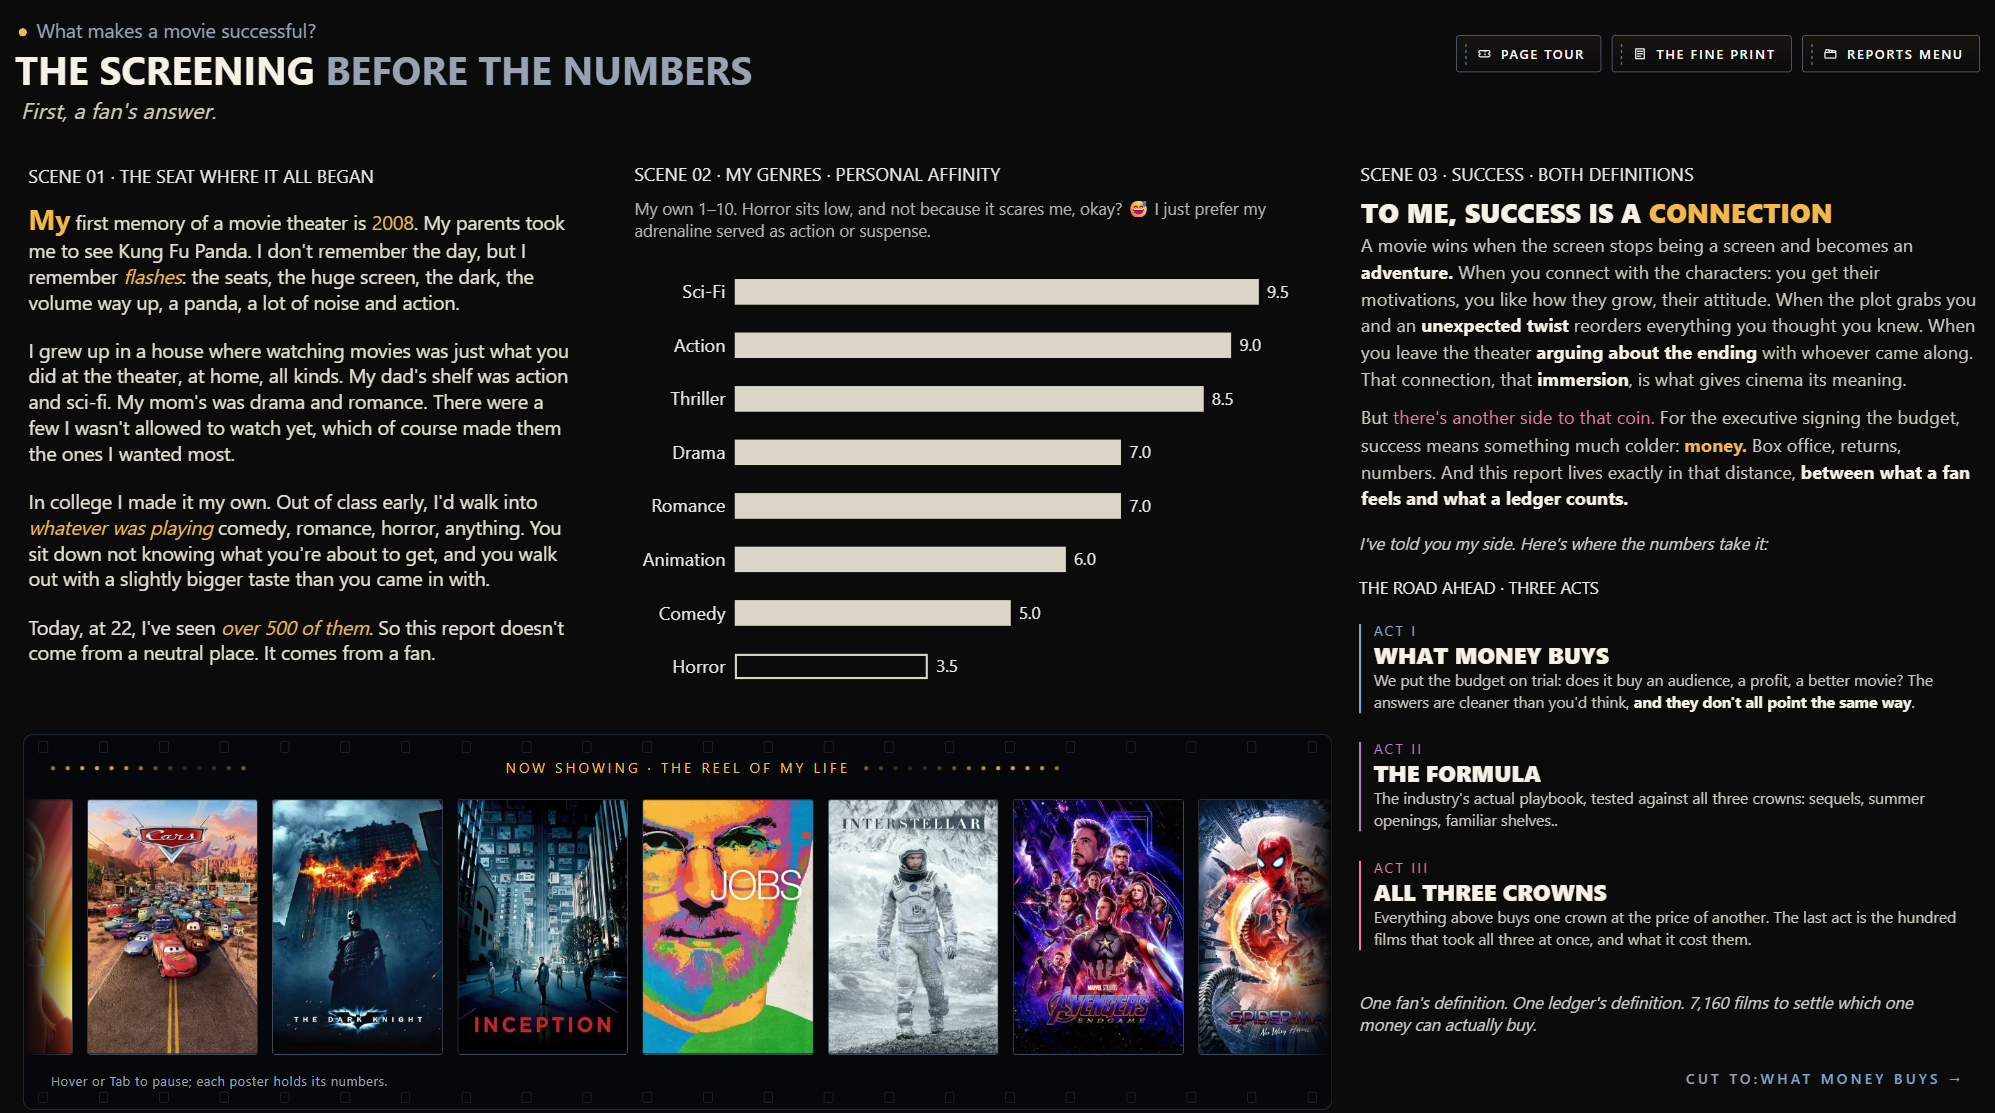 What makes a movie successful?
THE SCREENING BEFORE THE NUMBERS
First, a fan's answer.
PAGE TOUR
THE FINE PRINT
REPORTS MENU
SCENE 01 · THE SEAT WHERE IT ALL BEGAN
My first memory of a movie theater is 2008. My parents took
me to see Kung Fu Panda. I don't remember the day, but I
remember flashes: the seats, the huge screen, the dark, the
volume way up, a panda, a lot of noise and action.
I grew up in a house where watching movies was just what you
did at the theater, at home, all kinds. My dad's shelf was action
and sci-fi. My mom's was drama and romance. There were a
few I wasn't allowed to watch yet, which of course made them
the ones I wanted most.
In college I made it my own. Out of class early, I'd walk into
whatever was playing comedy, romance, horror, anything. You
sit down not knowing what you're about to get, and you walk
out with a slightly bigger taste than you came in with.
Today, at 22, I've seen over 500 of them. So this report doesn't
come from a neutral place. It comes from a fan.
SCENE 02 · MY GENRES · PERSONAL AFFINITY
My own 1–10. Horror sits low, and not because it scares me, okay? 😅 I just prefer my
adrenaline served as action or suspense.
Sci-Fi 9.5
Action 9.0
Thriller 8.5
Drama 7.0
Romance 7.0
Animation 6.0
Comedy 5.0
Horror 3.5
NOW SHOWING · THE REEL OF MY LIFE
Cars
THE DARK KNIGHT
INCEPTION
JOBS
INTERSTELLAR
MARVEL STUDIOS
AVENGERS
ENDGAME
SPIDER-MA
No Way Home
Hover or Tab to pause; each poster holds its numbers.
SCENE 03 · SUCCESS · BOTH DEFINITIONS
TO ME, SUCCESS IS A CONNECTION
A movie wins when the screen stops being a screen and becomes an
adventure. When you connect with the characters: you get their
motivations, you like how they grow, their attitude. When the plot grabs you
and an unexpected twist reorders everything you thought you knew. When
you leave the theater arguing about the ending with whoever came along.
That connection, that immersion, is what gives cinema its meaning.
But there's another side to that coin. For the executive signing the budget,
success means something much colder: money. Box office, returns,
numbers. And this report lives exactly in that distance, between what a fan
feels and what a ledger counts.
I've told you my side. Here's where the numbers take it:
THE ROAD AHEAD · THREE ACTS
ACT I
WHAT MONEY BUYS
We put the budget on trial: does it buy an audience, a profit, a better movie? The
answers are cleaner than you'd think, and they don't all point the same way.
ACT II
THE FORMULA
The industry's actual playbook, tested against all three crowns: sequels, summer
openings, familiar shelves..
ACT III
ALL THREE CROWNS
Everything above buys one crown at the price of another. The last act is the hundred
films that took all three at once, and what it cost them.
One fan's definition. One ledger's definition. 7,160 films to settle which one
money can actually buy.
CUT TO:WHAT MONEY BUYS →